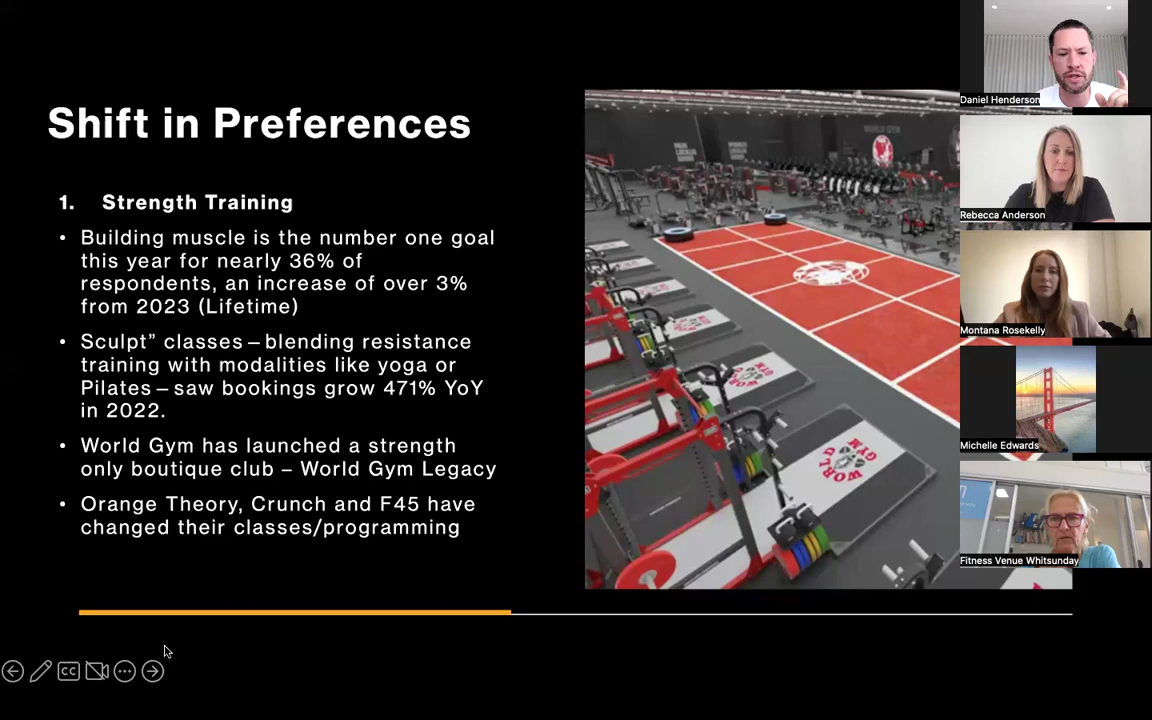 Shift in Preferences
1. Strength Training
• Building muscle is the number one goal
this year for nearly 36% of
respondents, an increase of over 3%
from 2023 (Lifetime)
• Sculpt” classes – blending resistance
training with modalities like yoga or
Pilates – saw bookings grow 471% YoY
in 2022.
• World Gym has launched a strength
only boutique club – World Gym Legacy
• Orange Theory, Crunch and F45 have
changed their classes/programming
WORLD GYM
WORLD
GYM
WORLD
GYM
Daniel Henderson
Rebecca Anderson
Montana Rosekelly
Michelle Edwards
Fitness Venue Whitsunday
CC